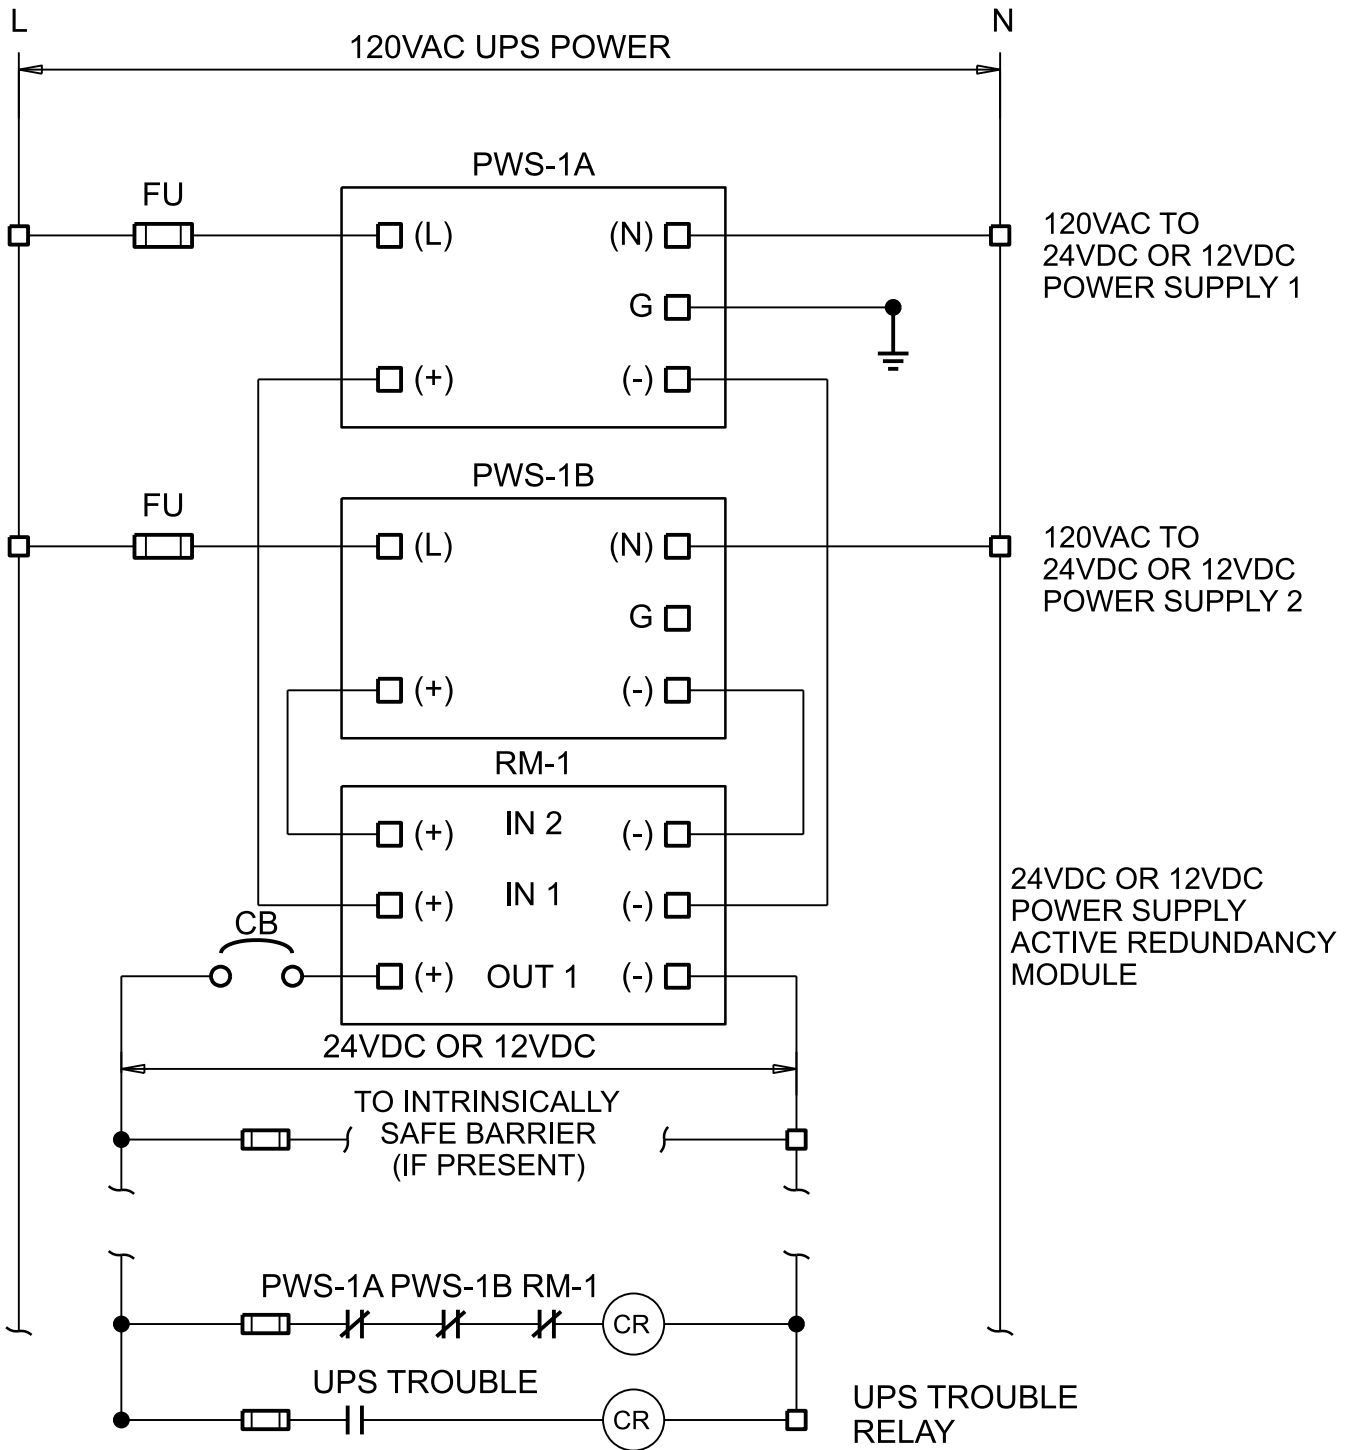 L
N
120VAC UPS POWER
PWS-1A
FU
(L)
(N)
120VAC TO
24VDC OR 12VDC
POWER SUPPLY 1
G
(+)
(-)
PWS-1B
FU
(L)
(N)
120VAC TO
24VDC OR 12VDC
POWER SUPPLY 2
G
(+)
(-)
RM-1
(+)
IN 2
(-)
(+)
IN 1
(-)
24VDC OR 12VDC
POWER SUPPLY
ACTIVE REDUNDANCY
MODULE
CB
(+)
OUT 1
(-)
24VDC OR 12VDC
TO INTRINSICALLY
SAFE BARRIER
(IF PRESENT)
PWS-1A
PWS-1B
RM-1
CR
UPS TROUBLE
CR
UPS TROUBLE
RELAY